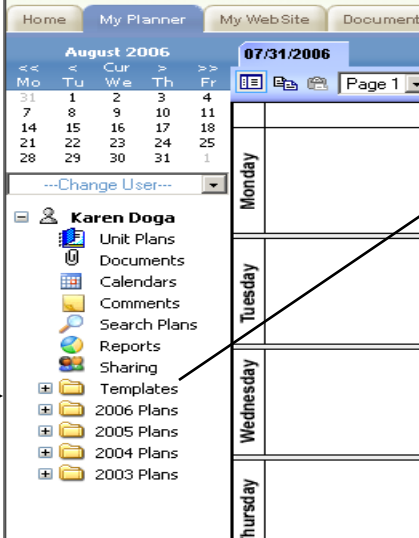 Home My Planner My WebSite Document
August 2006
<< < Cur > >>
Mo Tu We Th Fr
31 1 2 3 4
7 8 9 10 11
14 15 16 17 18
21 22 23 24 25
28 29 30 31 1
---Change User---
Karen Doga
Unit Plans
Documents
Calendars
Comments
Search Plans
Reports
Sharing
Templates
2006 Plans
2005 Plans
2004 Plans
2003 Plans
07/31/2006
Page 1
Monday
Tuesday
Wednesday
hursday